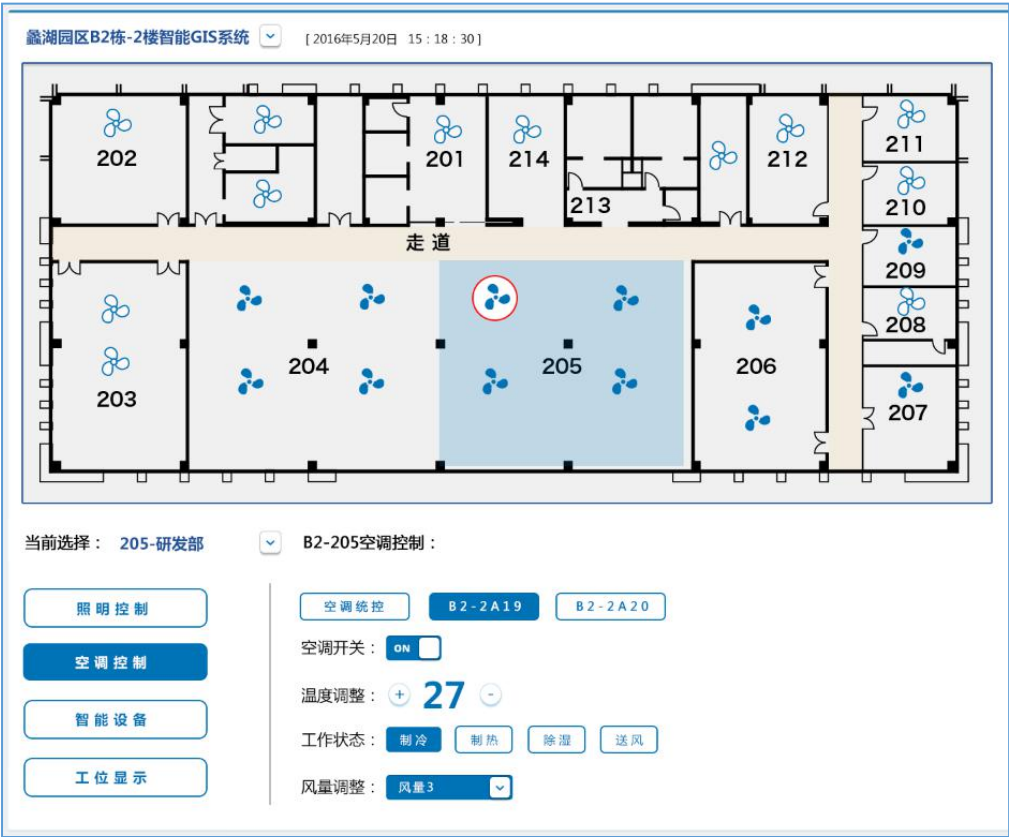 蠡湖园区B2栋-2楼智能GIS系统 [ 2016年5月20日 15 : 18 : 30 ]
202
201
214
212
211
213
210
走道
209
208
204
205
206
203
207
当前选择： 205-研发部
B2-205空调控制：
照明控制
空调统控 B2-2A19 B2-2A20
空调开关： ON
空调控制
温度调整： + 27 -
智能设备
工作状态： 制冷 制热 除湿 送风
工位显示
风量调整： 风量3